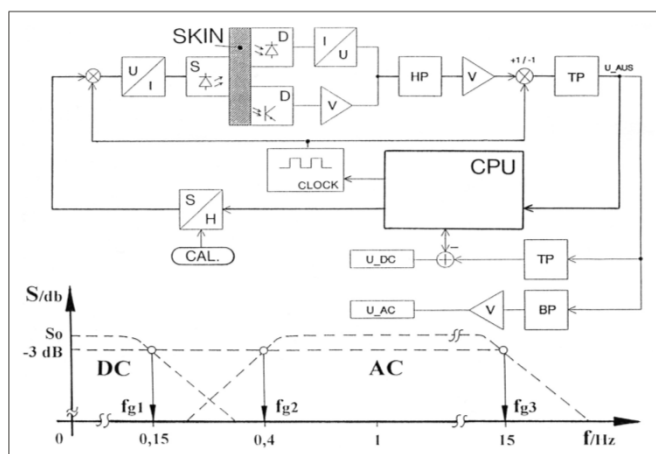 SKIN
U
I
S
D
I
U
D
V
HP
V
+1 / -1
TP
U_AUS
CLOCK
CPU
S
H
CAL.
U_DC
−
+
TP
U_AC
V
BP
S/db
So
-3 dB
DC
AC
fg1
fg2
fg3
0
0,15
0,4
1
15
f/Hz